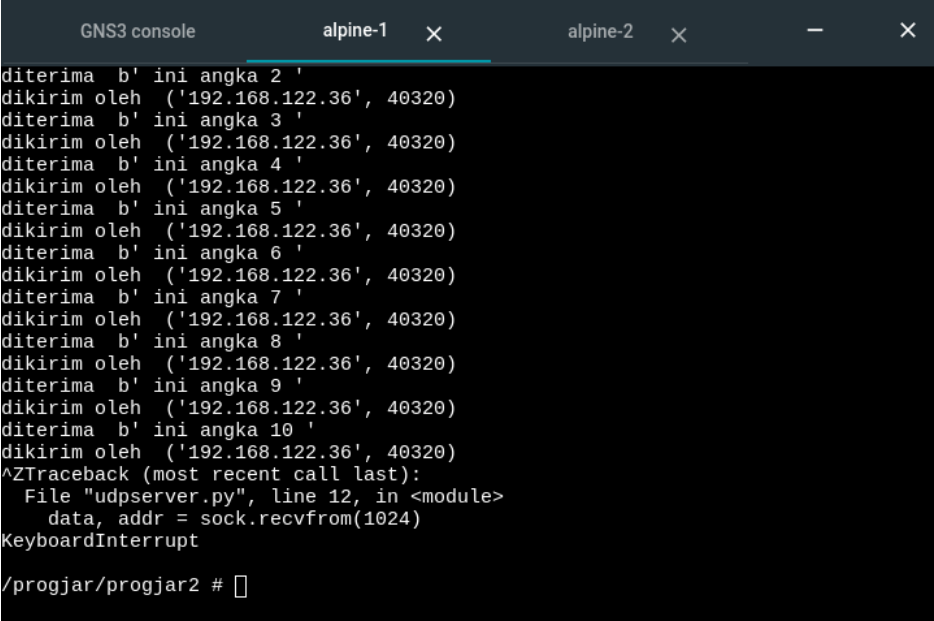 GNS3 console alpine-1 alpine-2
diterima  b' ini angka 2 '
dikirim oleh  ('192.168.122.36', 40320)
diterima  b' ini angka 3 '
dikirim oleh  ('192.168.122.36', 40320)
diterima  b' ini angka 4 '
dikirim oleh  ('192.168.122.36', 40320)
diterima  b' ini angka 5 '
dikirim oleh  ('192.168.122.36', 40320)
diterima  b' ini angka 6 '
dikirim oleh  ('192.168.122.36', 40320)
diterima  b' ini angka 7 '
dikirim oleh  ('192.168.122.36', 40320)
diterima  b' ini angka 8 '
dikirim oleh  ('192.168.122.36', 40320)
diterima  b' ini angka 9 '
dikirim oleh  ('192.168.122.36', 40320)
diterima  b' ini angka 10 '
dikirim oleh  ('192.168.122.36', 40320)
^ZTraceback (most recent call last):
  File "udpserver.py", line 12, in <module>
    data, addr = sock.recvfrom(1024)
KeyboardInterrupt
/progjar/progjar2 #